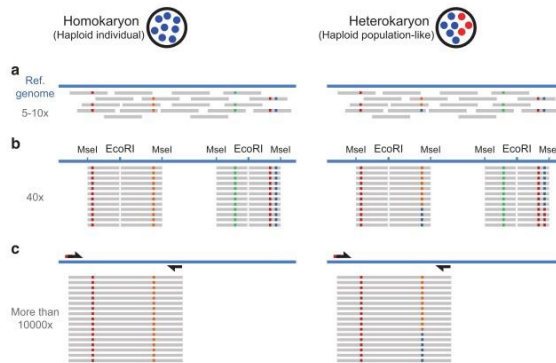 Homokaryon
(Haploid individual)
Heterokaryon
(Haploid population-like)
a
Ref.
genome
5-10x
b
MseI EcoRI MseI MseI EcoRI MseI
MseI EcoRI MseI MseI EcoRI MseI
40x
c
More than
10000x